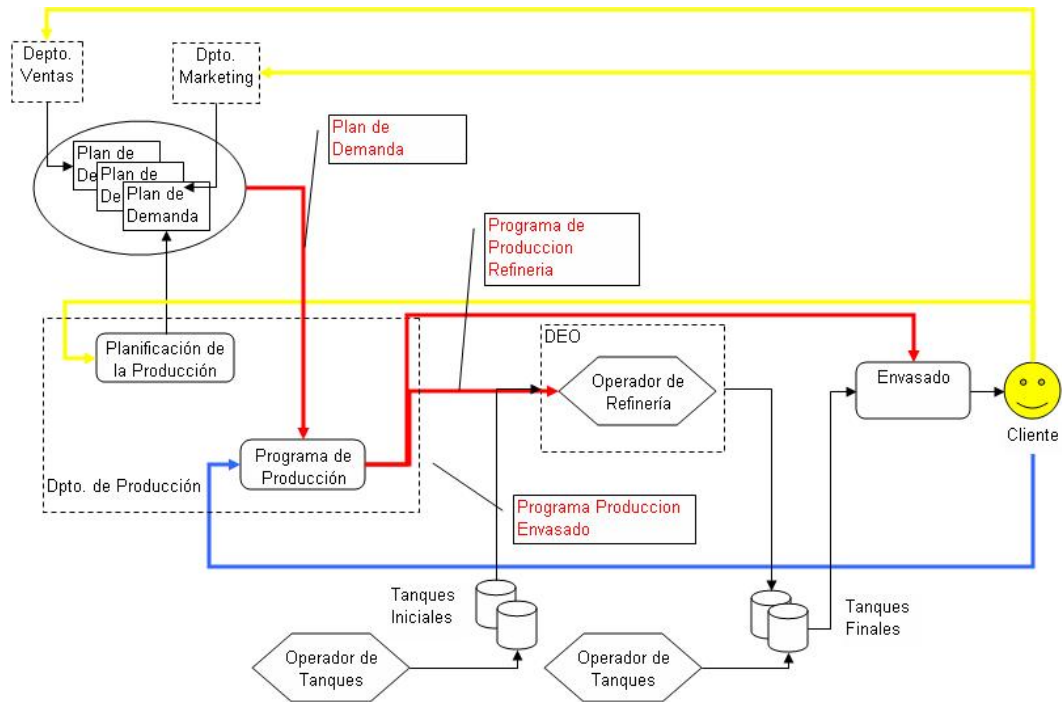 Depto.
Ventas
Dpto.
Marketing
Plan de
De
Plan de
De
Plan de
Demanda
Plan de
Demanda
Programa de
Produccion
Refineria
Planificación de
la Producción
DEO
Operador de
Refinería
Envasado
Cliente
Programa de
Producción
Dpto. de Producción
Programa Produccion
Envasado
Tanques
Iniciales
Tanques
Finales
Operador de
Tanques
Operador de
Tanques